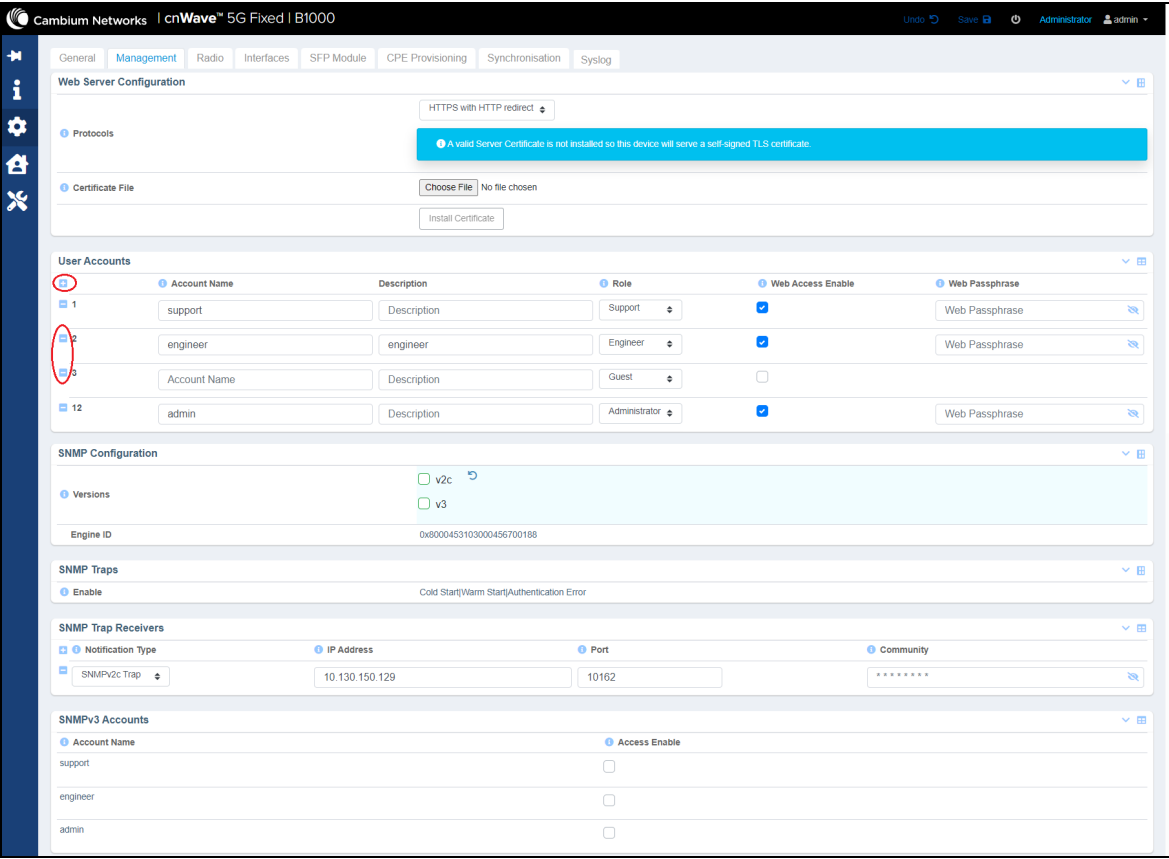 Cambium Networks | cnWave™ 5G Fixed | B1000 Undo Save Administrator admin
General Management Radio Interfaces SFP Module CPE Provisioning Synchronisation Syslog
Web Server Configuration
HTTPS with HTTP redirect
Protocols
A valid Server Certificate is not installed so this device will serve a self-signed TLS certificate.
Certificate File Choose File No file chosen
Install Certificate
User Accounts
Account Name Description Role Web Access Enable Web Passphrase
1 support Description Support Web Passphrase
2 engineer engineer Engineer Web Passphrase
3 Account Name Description Guest
12 admin Description Administrator Web Passphrase
SNMP Configuration
v2c
Versions
v3
Engine ID 0x8000453103000456700188
SNMP Traps
Enable Cold Start|Warm Start|Authentication Error
SNMP Trap Receivers
Notification Type IP Address Port Community
SNMPv2c Trap 10.130.150.129 10162 ********
SNMPv3 Accounts
Account Name Access Enable
support
engineer
admin